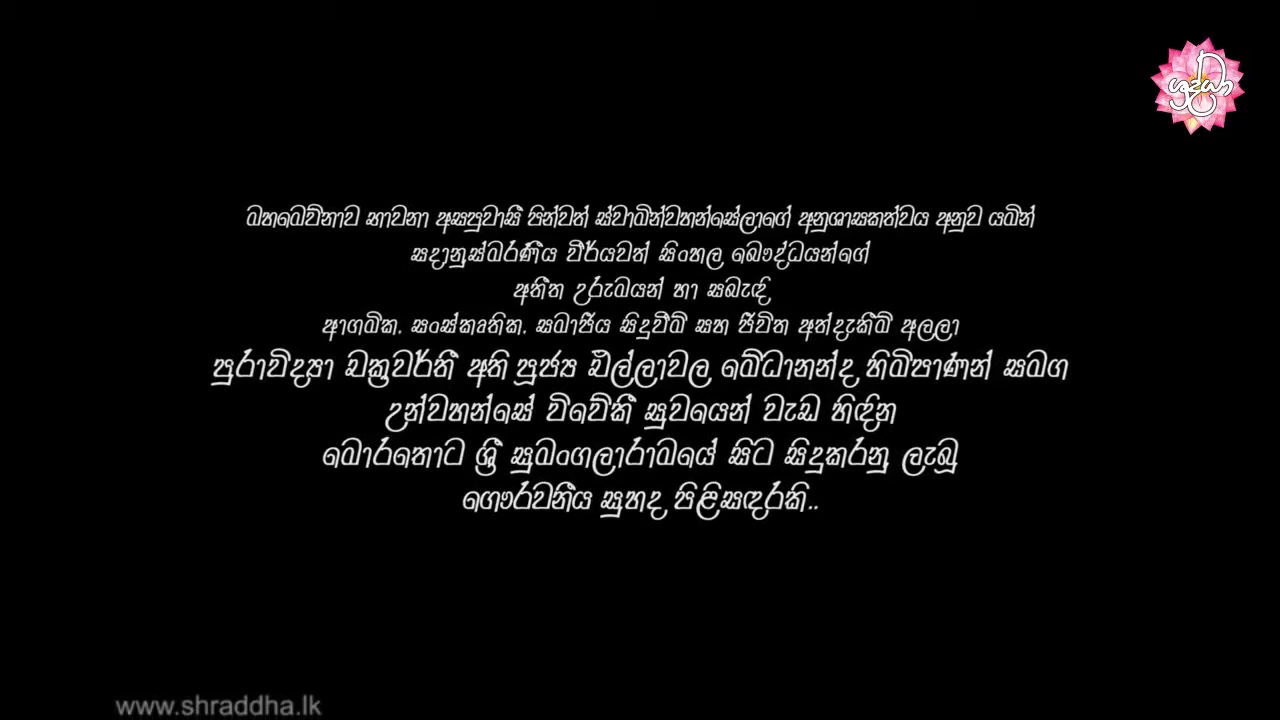 ශ්‍රද්ධා
මහමෙව්නාව භාවනා අසපුවාසී පින්වත් ස්වාමින්වහන්සේලාගේ අනුශාසකත්වය අනුව යමින්
සදානුස්මරණීය වීර්යවත් සිංහල බෞද්ධයන්ගේ
අතීත උරුමයන් හා සබැඳි
ආගමික. සංස්කෘතික. සමාජීය සිදුවීම් සහ ජීවිත අත්දැකීම් අලලා
පුරාවිද්‍යා චක්‍රවර්තී අති පූජ්‍ය එල්ලාවල මේධානන්ද හිමිපාණන් සමග
උන්වහන්සේ විවේකී සුවයෙන් වැඩ හිඳින
මොරතොට ශ්‍රී සුමංගලාරාමයේ සිට සිදුකරනු ලැබූ
ගෞරවනීය සුහද පිළිසඳරකි..
www.shraddha.lk